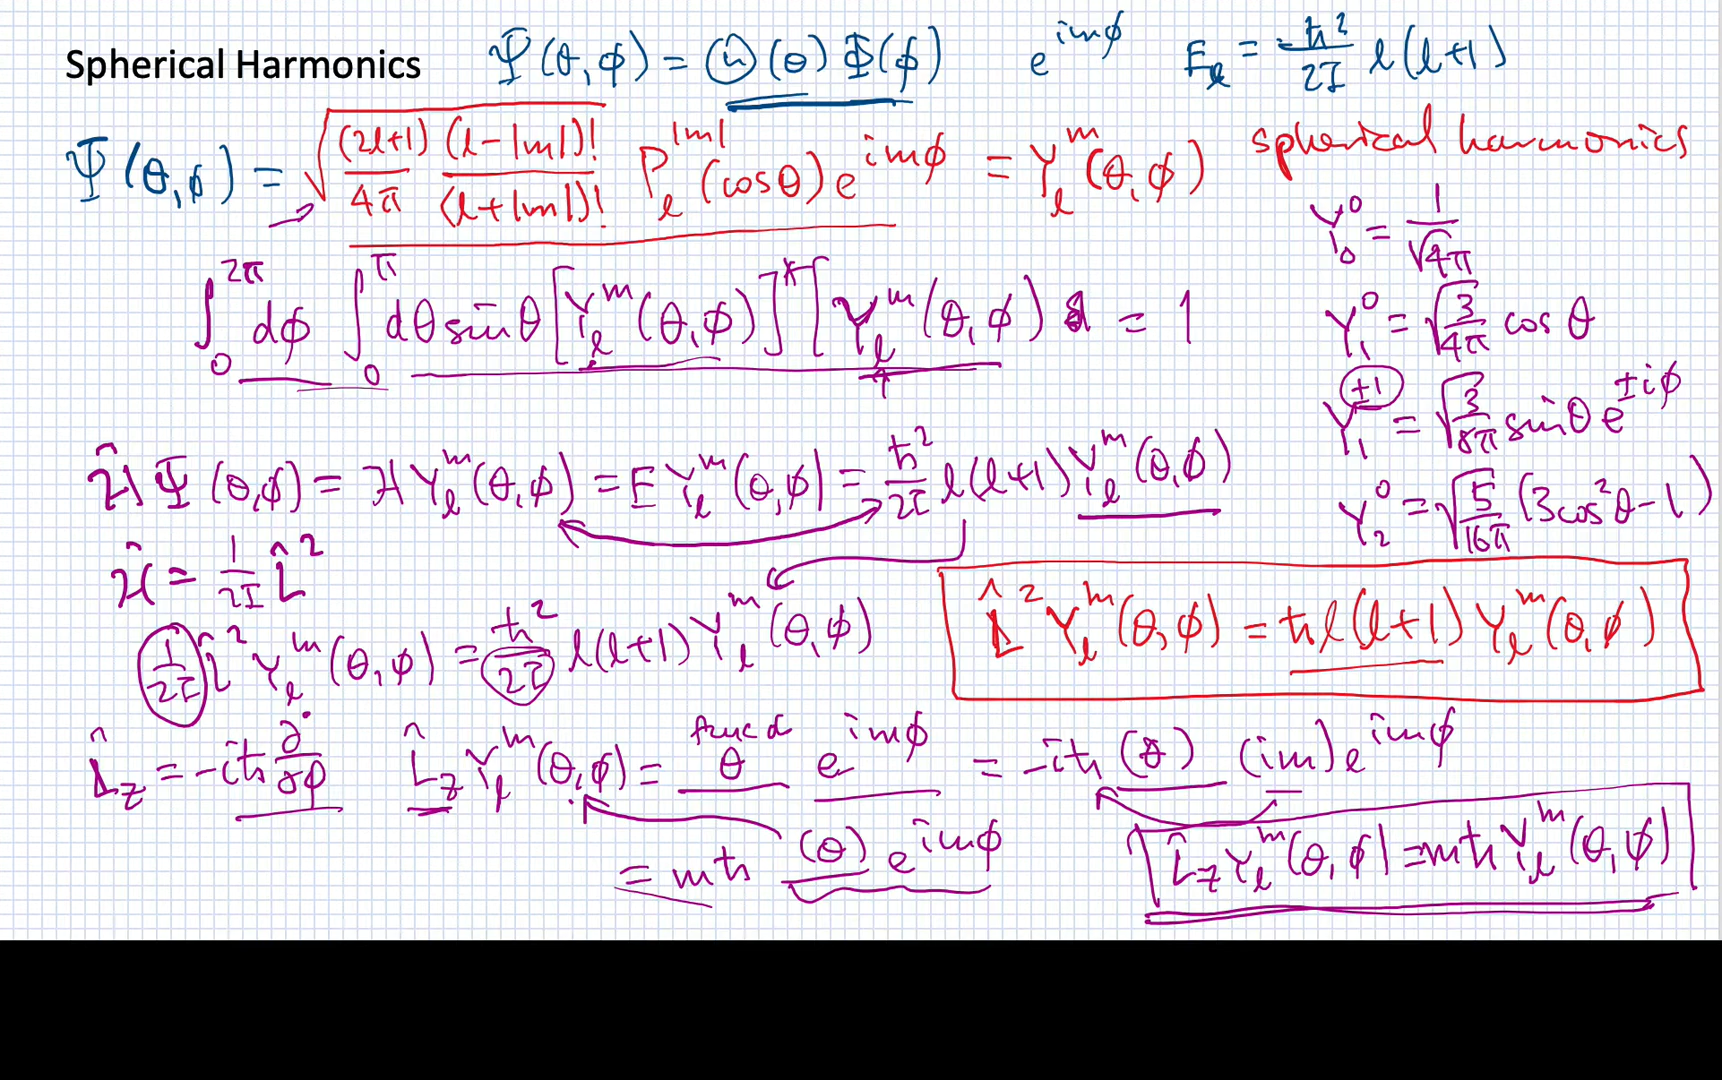 Spherical Harmonics Ψ(θ,ϕ) = Θ(θ) Φ(ϕ) e^{imϕ} E_ℓ = ħ²/2I ℓ(ℓ+1)
Ψ(θ,ϕ) = √((2ℓ+1)/4π (ℓ-|m|)!/(ℓ+|m|)!) P_ℓ^{|m|}(cosθ) e^{imϕ} = Y_ℓ^m(θ,ϕ) spherical harmonics
Y_0^0 = 1/√4π
∫_0^{2π} dϕ ∫_0^π dθ sinθ [Y_ℓ^m(θ,ϕ)]* [Y_ℓ^m(θ,ϕ) = 1
Y_1^0 = √(3/4π) cosθ
Y_1^{±1} = √(3/8π) sinθ e^{±iϕ}
Ĥ Ψ(θ,ϕ) = H Y_ℓ^m(θ,ϕ) = E Y_ℓ^m(θ,ϕ) = ħ²/2I ℓ(ℓ+1) Y_ℓ^m(θ,ϕ)
Y_2^0 = √(5/16π) (3cos²θ-1)
Ĥ = 1/2I L̂²
1/2I L̂² Y_ℓ^m(θ,ϕ) = ħ²/2I ℓ(ℓ+1) Y_ℓ^m(θ,ϕ)
L̂² Y_ℓ^m(θ,ϕ) = ħℓ(ℓ+1) Y_ℓ^m(θ,ϕ)
L̂_z = -iħ ∂/∂ϕ L̂_z Y_ℓ^m(θ,ϕ) = func θ e^{imϕ} = -iħ (θ) (im)e^{imϕ}
= mħ (θ) e^{imϕ}
L̂_z Y_ℓ^m(θ,ϕ) = mħ Y_ℓ^m(θ,ϕ)